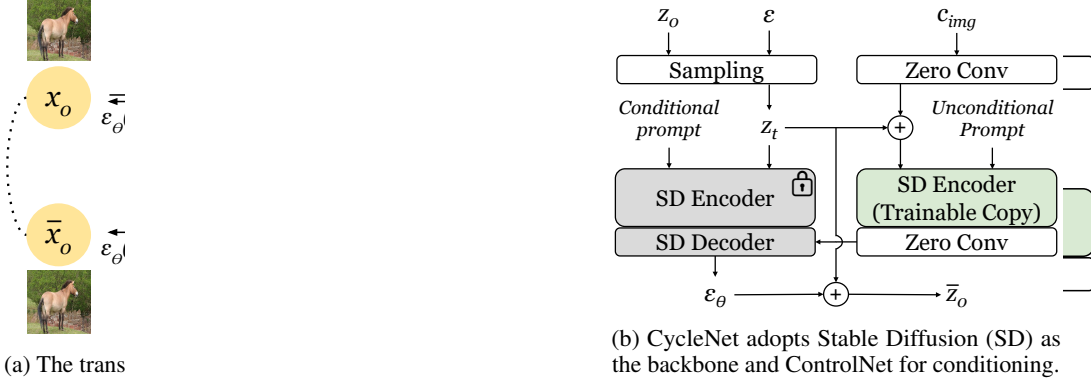 x_o
ε_θ(
x̄_o
ε_θ(
(a) The trans
z_o
ε
c_img
Sampling
Zero Conv
Conditional
prompt
z_t
+
Unconditional
Prompt
SD Encoder
SD Encoder
(Trainable Copy)
SD Decoder
Zero Conv
ε_θ
+
z̄_o
(b) CycleNet adopts Stable Diffusion (SD) as
the backbone and ControlNet for conditioning.